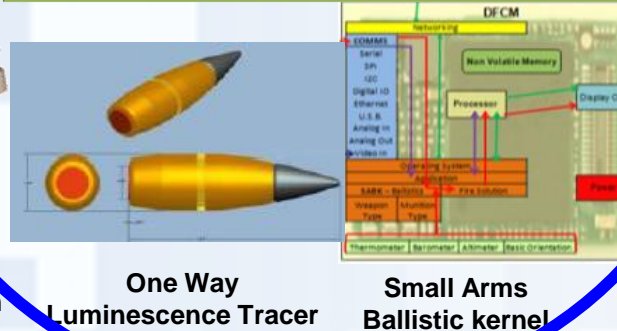 DFCM
Networking
COMMS
Serial
SPI
I2C
Digital IO
Ethernet
U.S.B.
Analog In
Analog Out
Video In
Non Volatile Memory
Processor
Display
Operating System
Application
SABK - Ballistics
Fire Solution
Weapon Type
Munition Type
Power
Thermometer
Barometer
Altimeter
Basic Orientation
One Way
Luminescence Tracer
Small Arms
Ballistic kernel